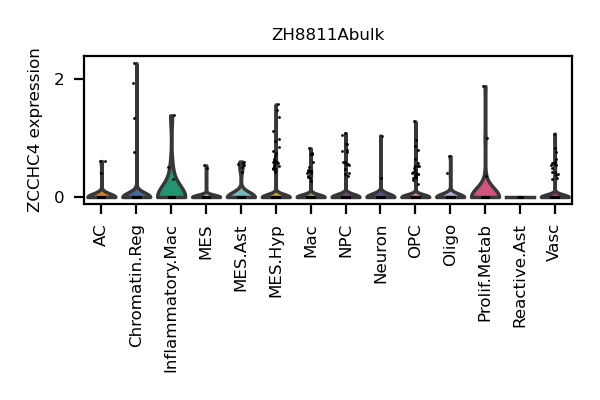 ZH8811Abulk
ZCCHC4 expression
2
0
AC
Chromatin.Reg
Inflammatory.Mac
MES
MES.Ast
MES.Hyp
Mac
NPC
Neuron
OPC
Oligo
Prolif.Metab
Reactive.Ast
Vasc